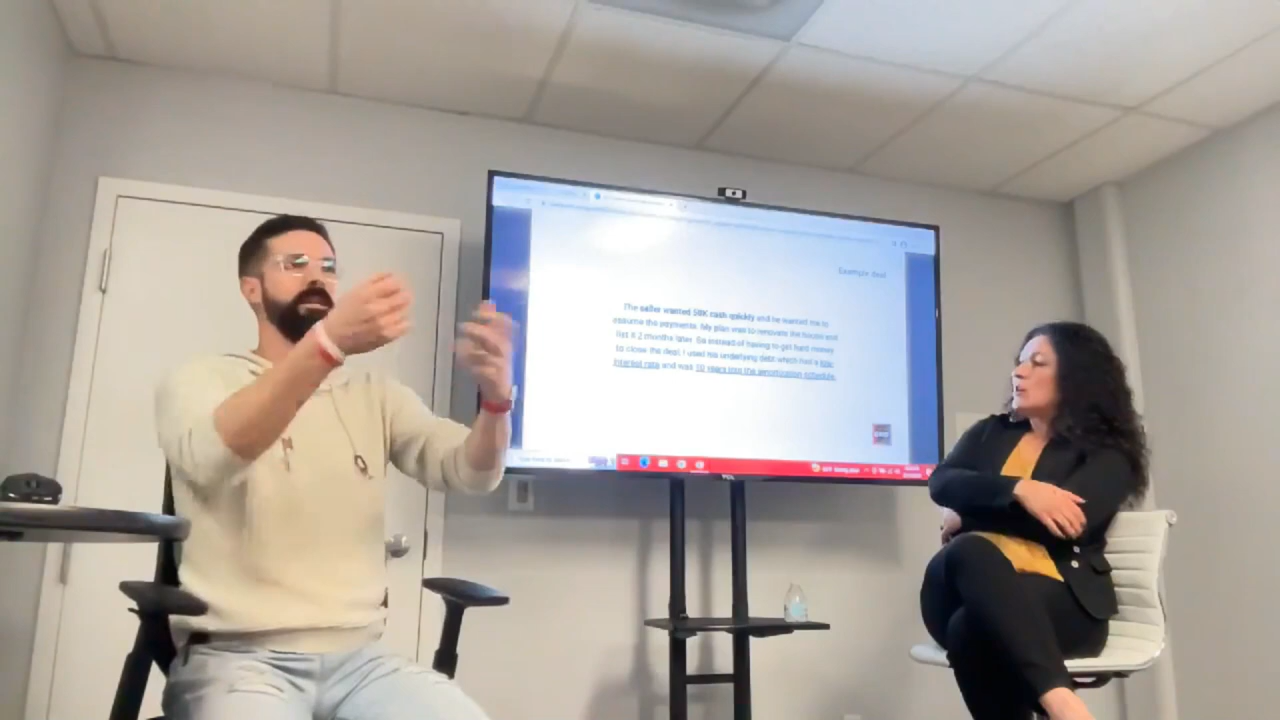 Example deal
The seller wanted 50K cash quickly and he wanted me to
assume the payments. My plan was to renovate the house and
list it 2 months later. So instead of having to get hard money
to close the deal, I used his underlying debt which had a low
interest rate and was 10 years into the amortization schedule.
TCL